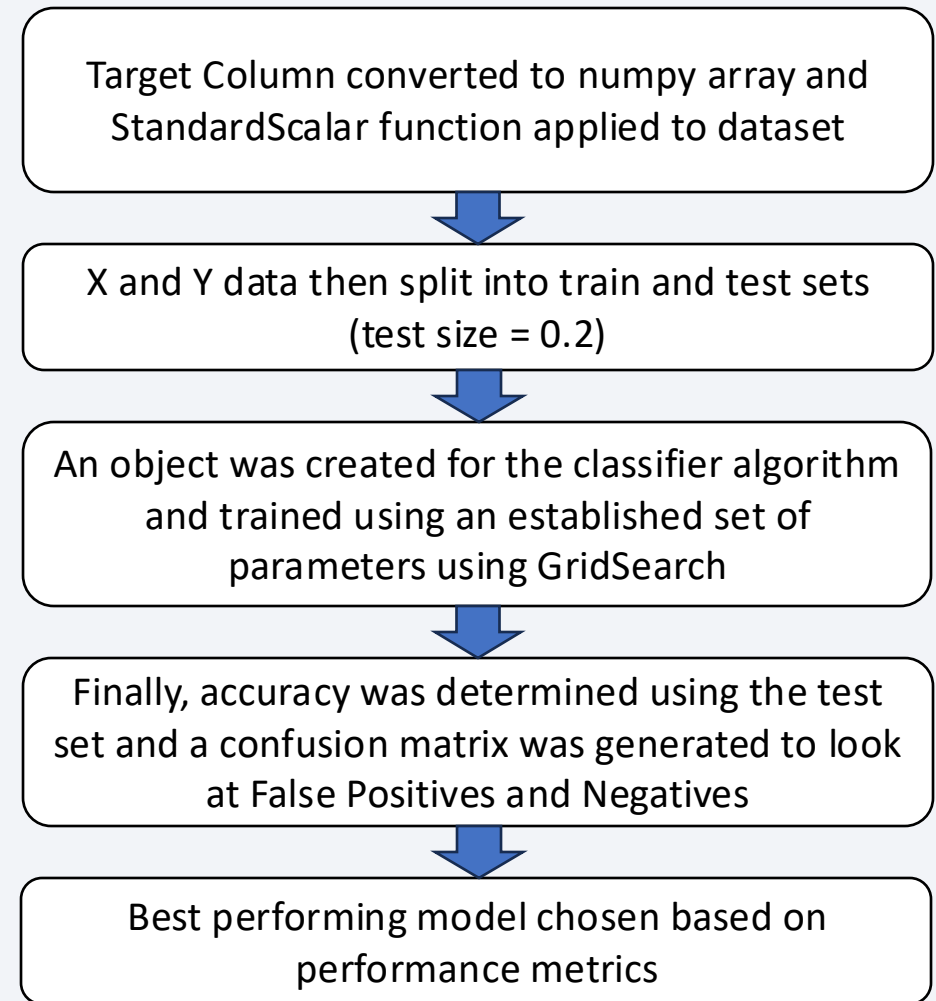 Target Column converted to numpy array and
StandardScalar function applied to dataset
X and Y data then split into train and test sets
(test size = 0.2)
An object was created for the classifier algorithm
and trained using an established set of
parameters using GridSearch
Finally, accuracy was determined using the test
set and a confusion matrix was generated to look
at False Positives and Negatives
Best performing model chosen based on
performance metrics